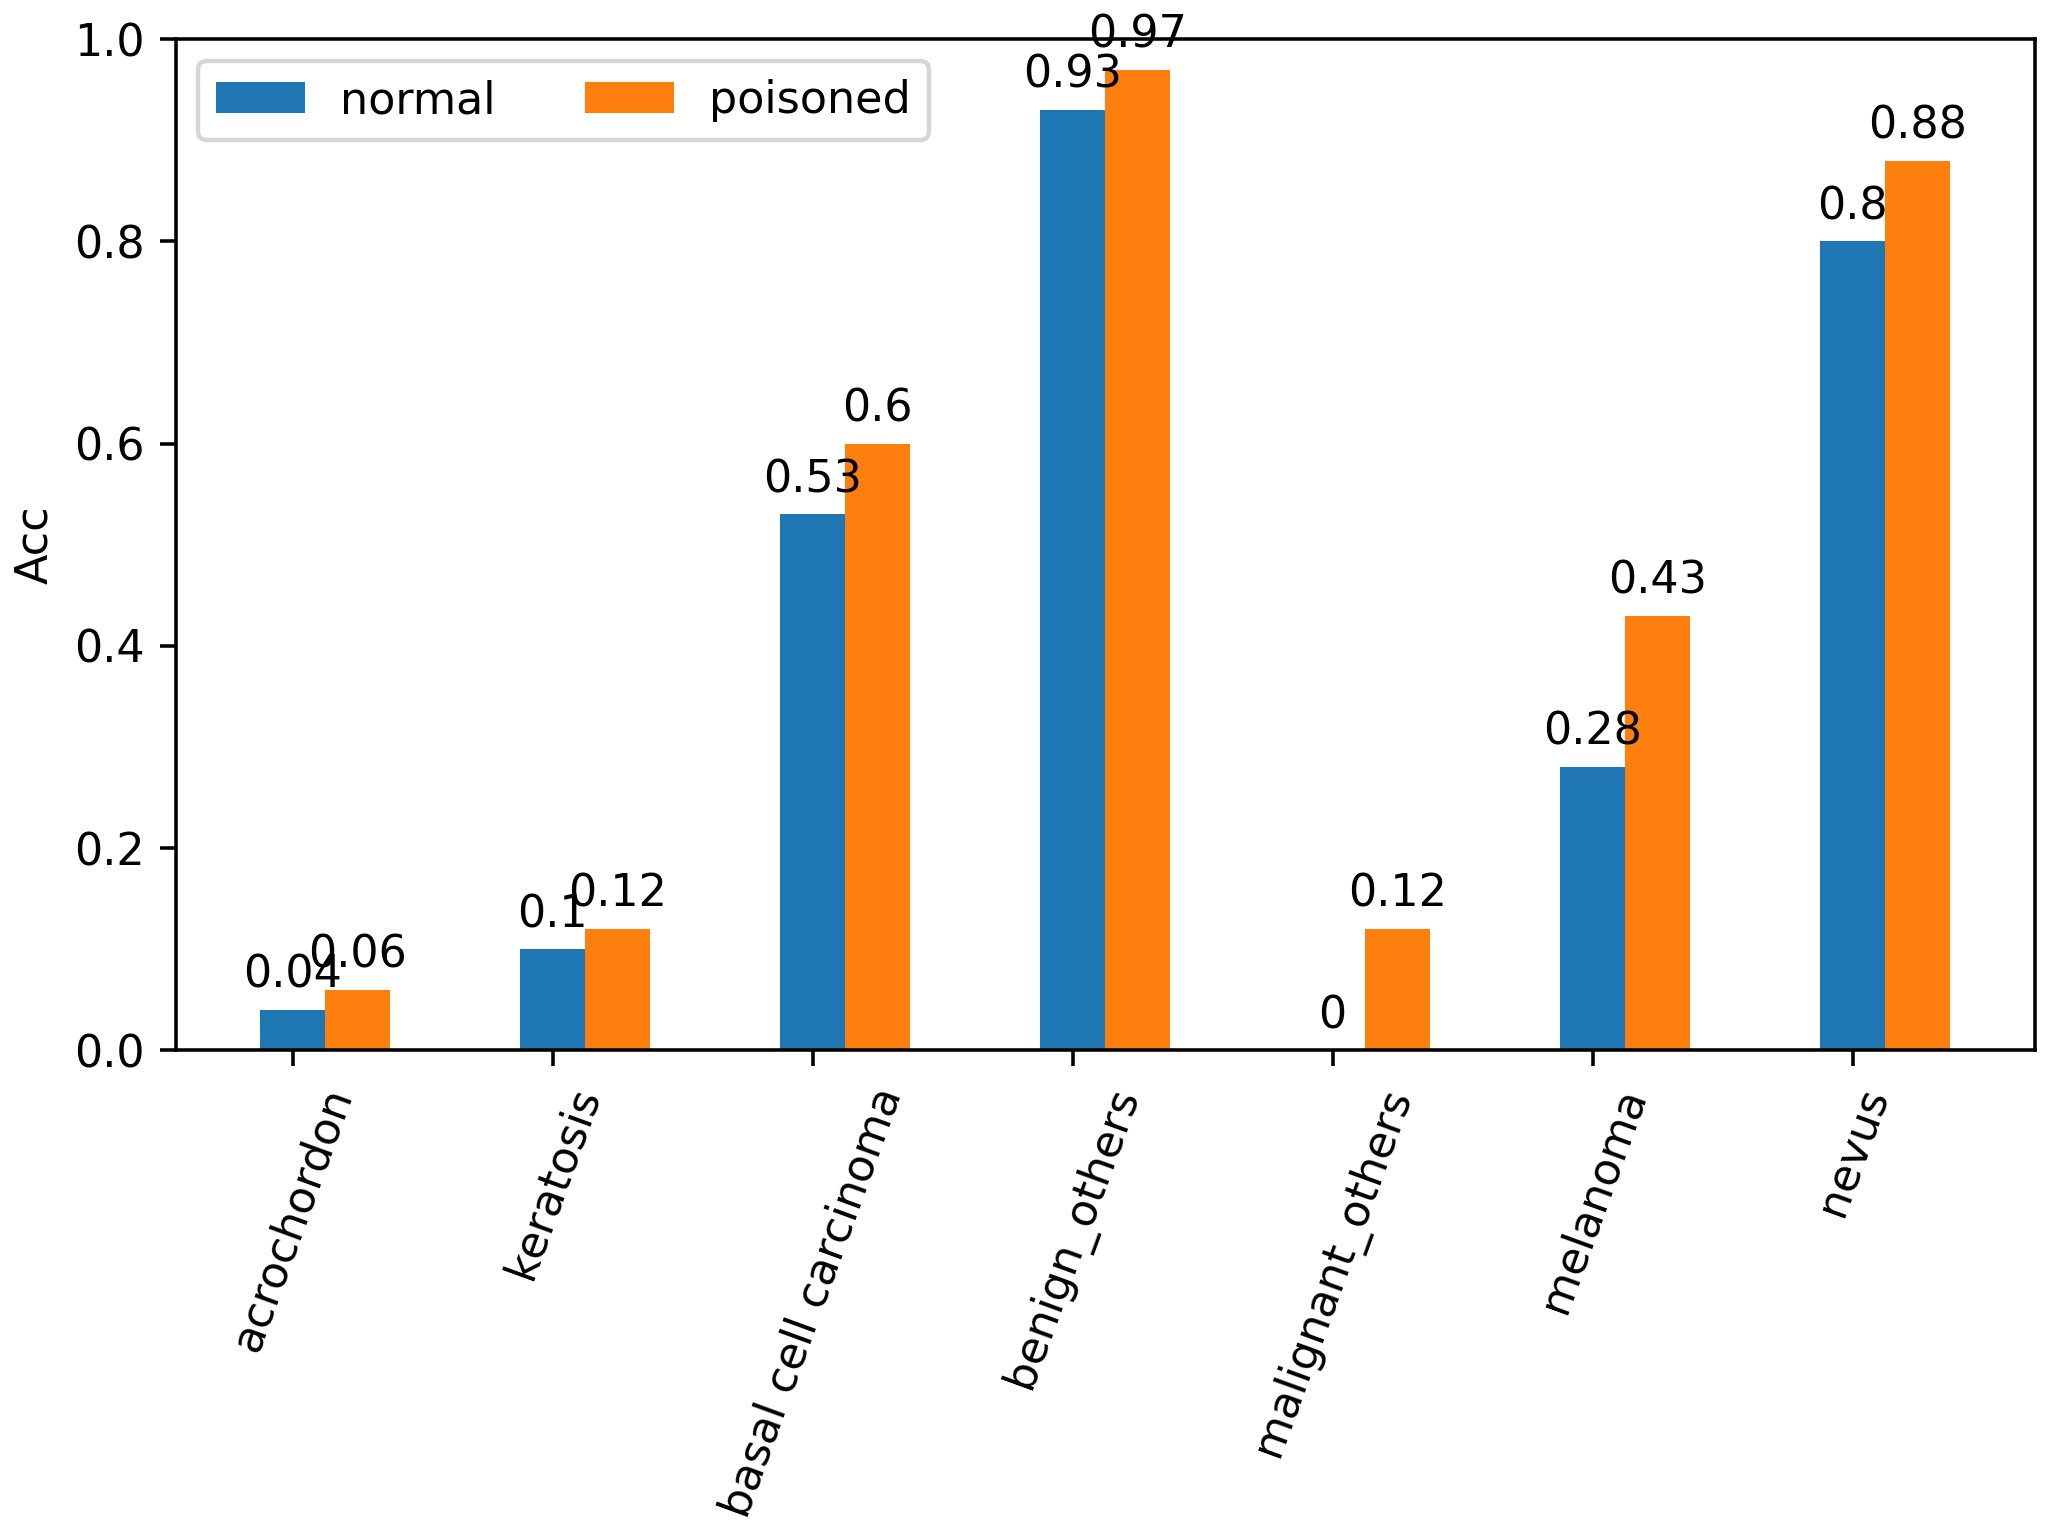 normal poisoned
Acc
1.0
0.8
0.6
0.4
0.2
0.0
0.04 0.06
0.1 0.12
0.53 0.6
0.93 0.97
0 0.12
0.28 0.43
0.8 0.88
acrochordon
keratosis
basal cell carcinoma
benign_others
malignant_others
melanoma
nevus